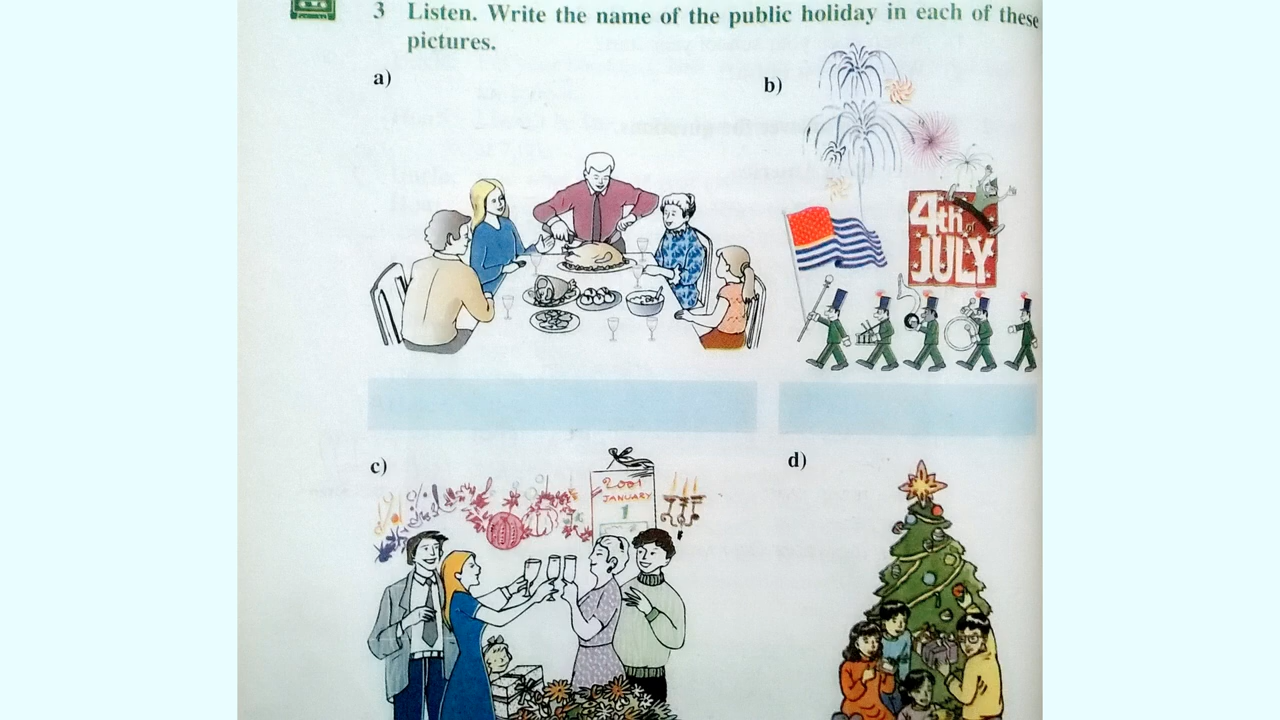 3 Listen. Write the name of the public holiday in each of these
pictures.
a)
b)
4th of
JULY
c)
2001
JANUARY
1
d)